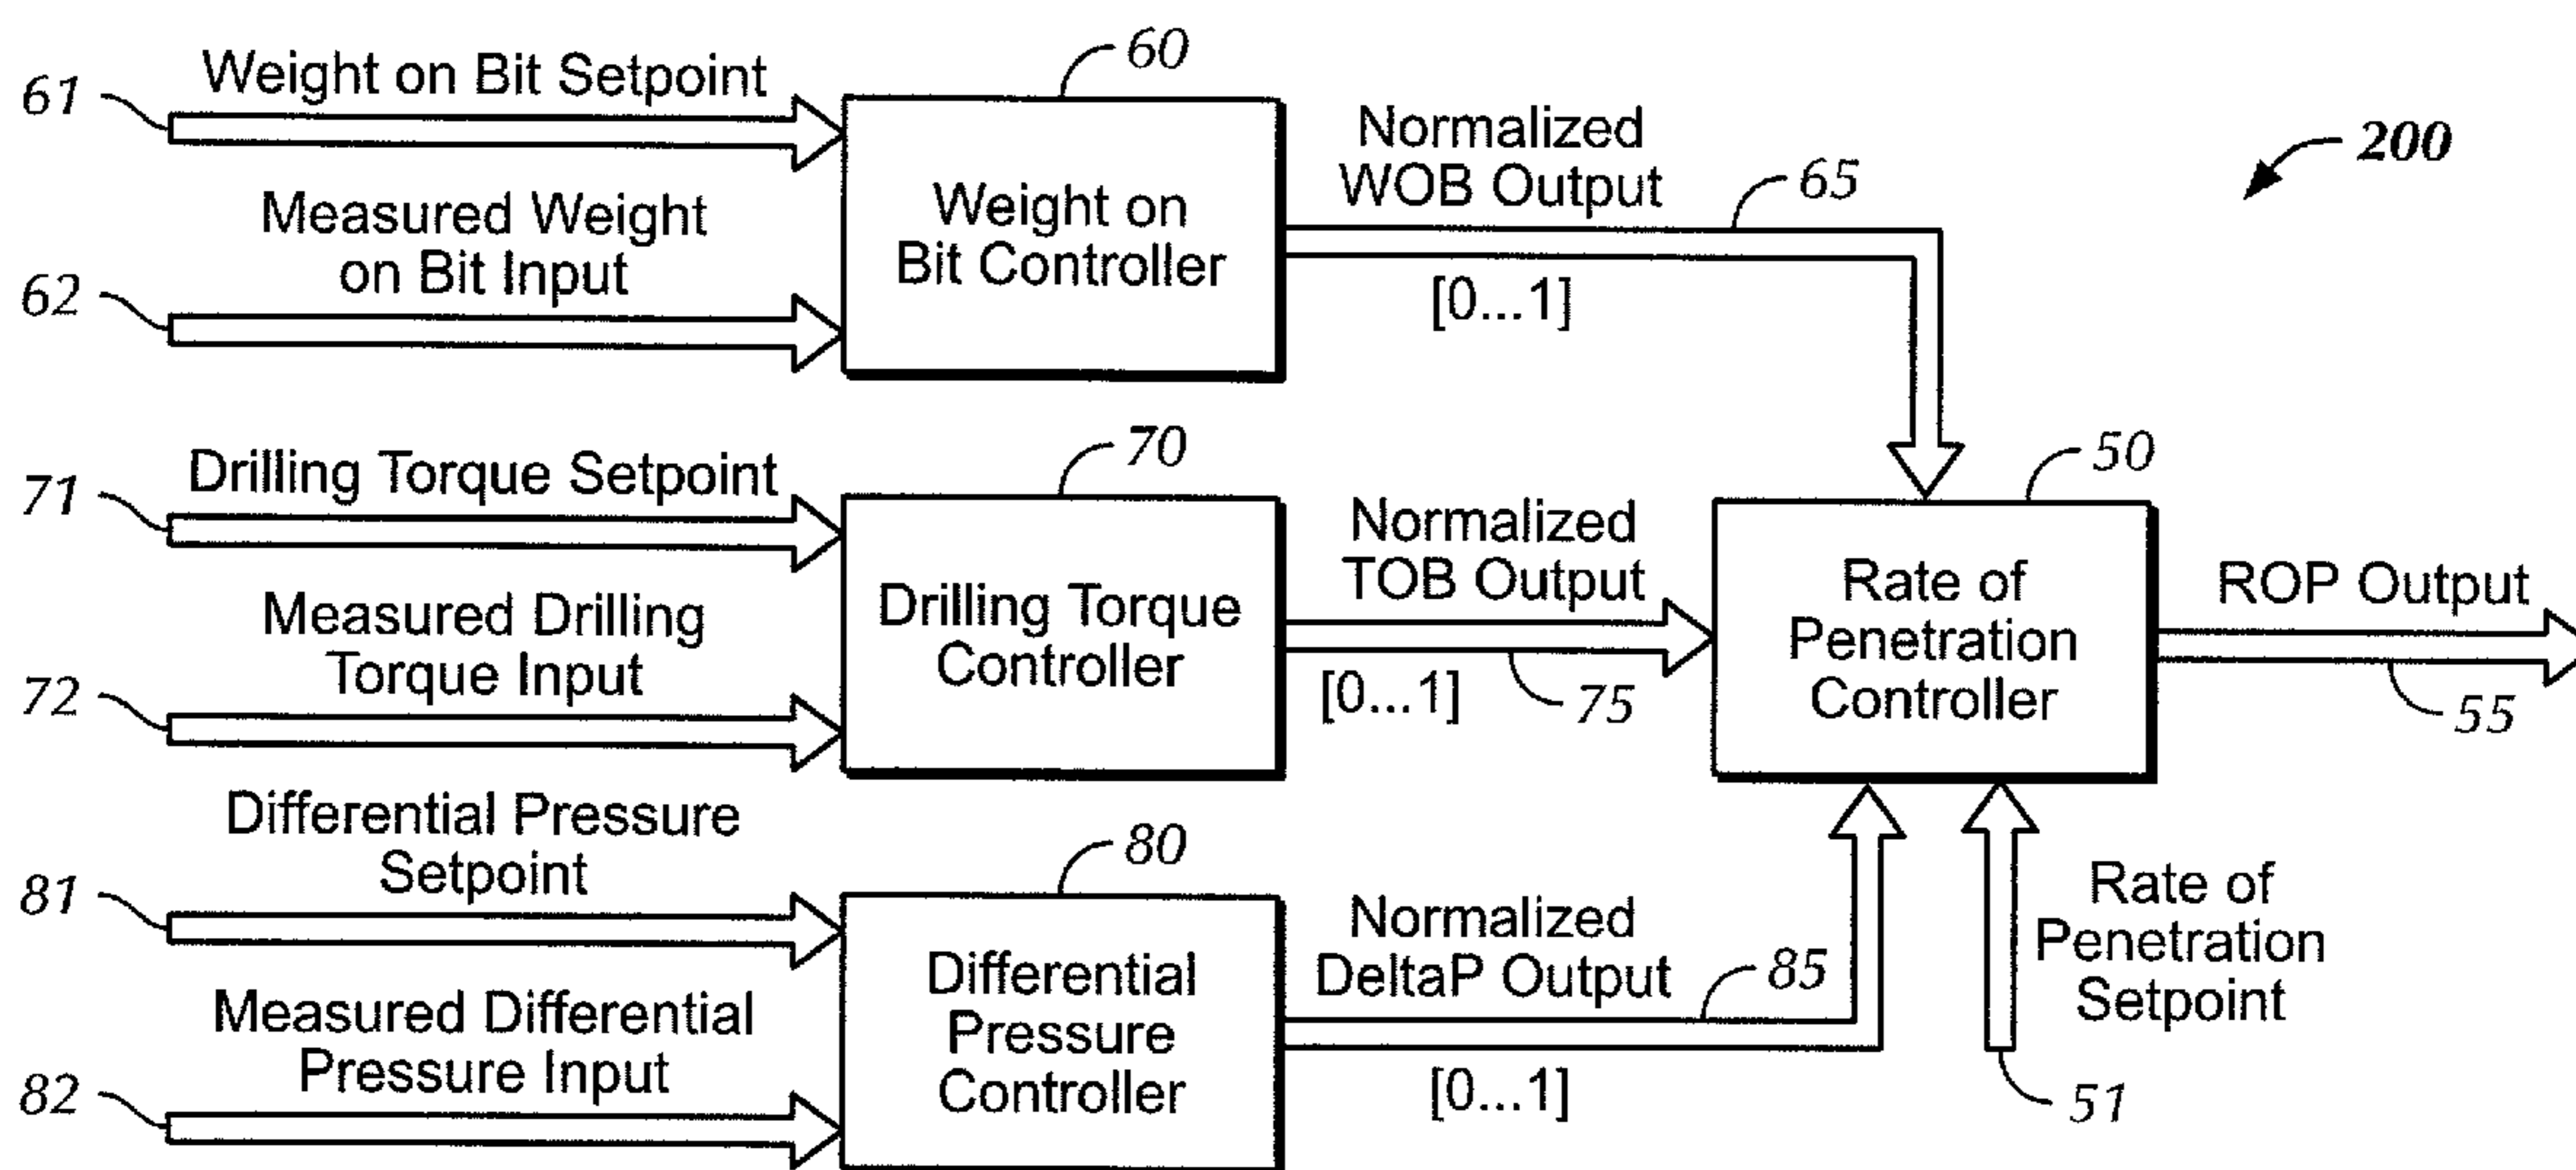 61
Weight on Bit Setpoint
62
Measured Weight
on Bit Input
60
Weight on
Bit Controller
Normalized
WOB Output
65
[0...1]
200
71
Drilling Torque Setpoint
72
Measured Drilling
Torque Input
70
Drilling Torque
Controller
Normalized
TOB Output
[0...1]
75
50
Rate of
Penetration
Controller
ROP Output
55
81
Differential Pressure
Setpoint
82
Measured Differential
Pressure Input
80
Differential
Pressure
Controller
Normalized
DeltaP Output
85
[0...1]
Rate of
Penetration
Setpoint
51